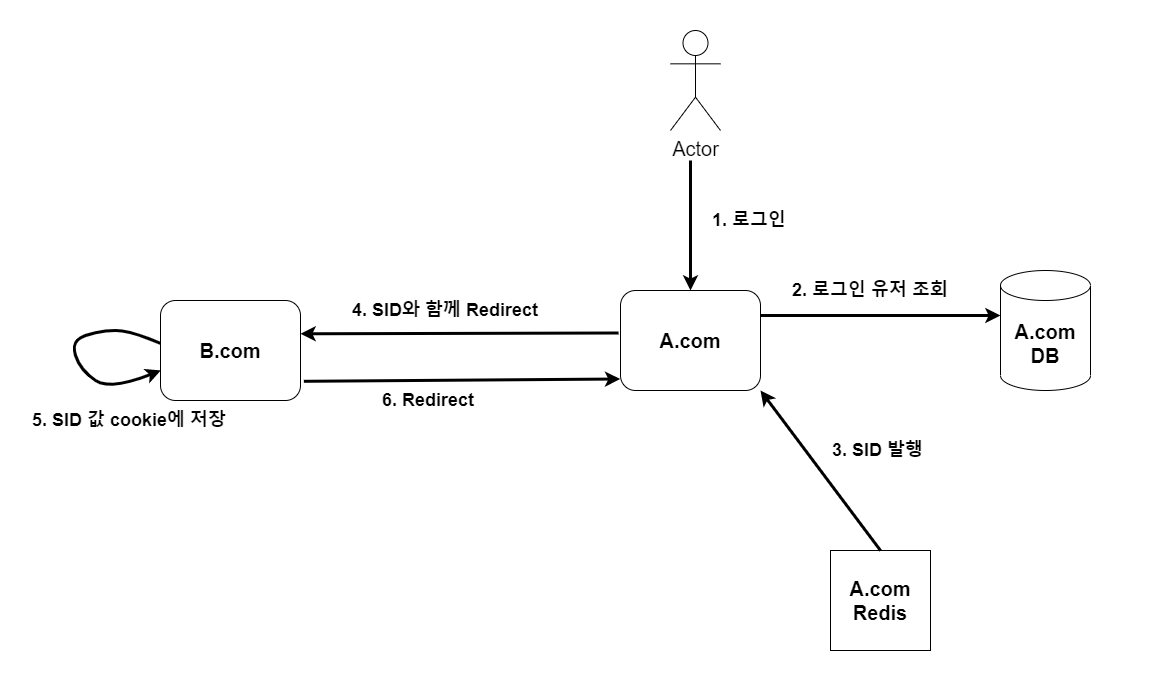 Actor
1. 로그인
2. 로그인 유저 조회
4. SID와 함께 Redirect
A.com
DB
A.com
B.com
6. Redirect
5. SID 값 cookie에 저장
3. SID 발행
A.com
Redis